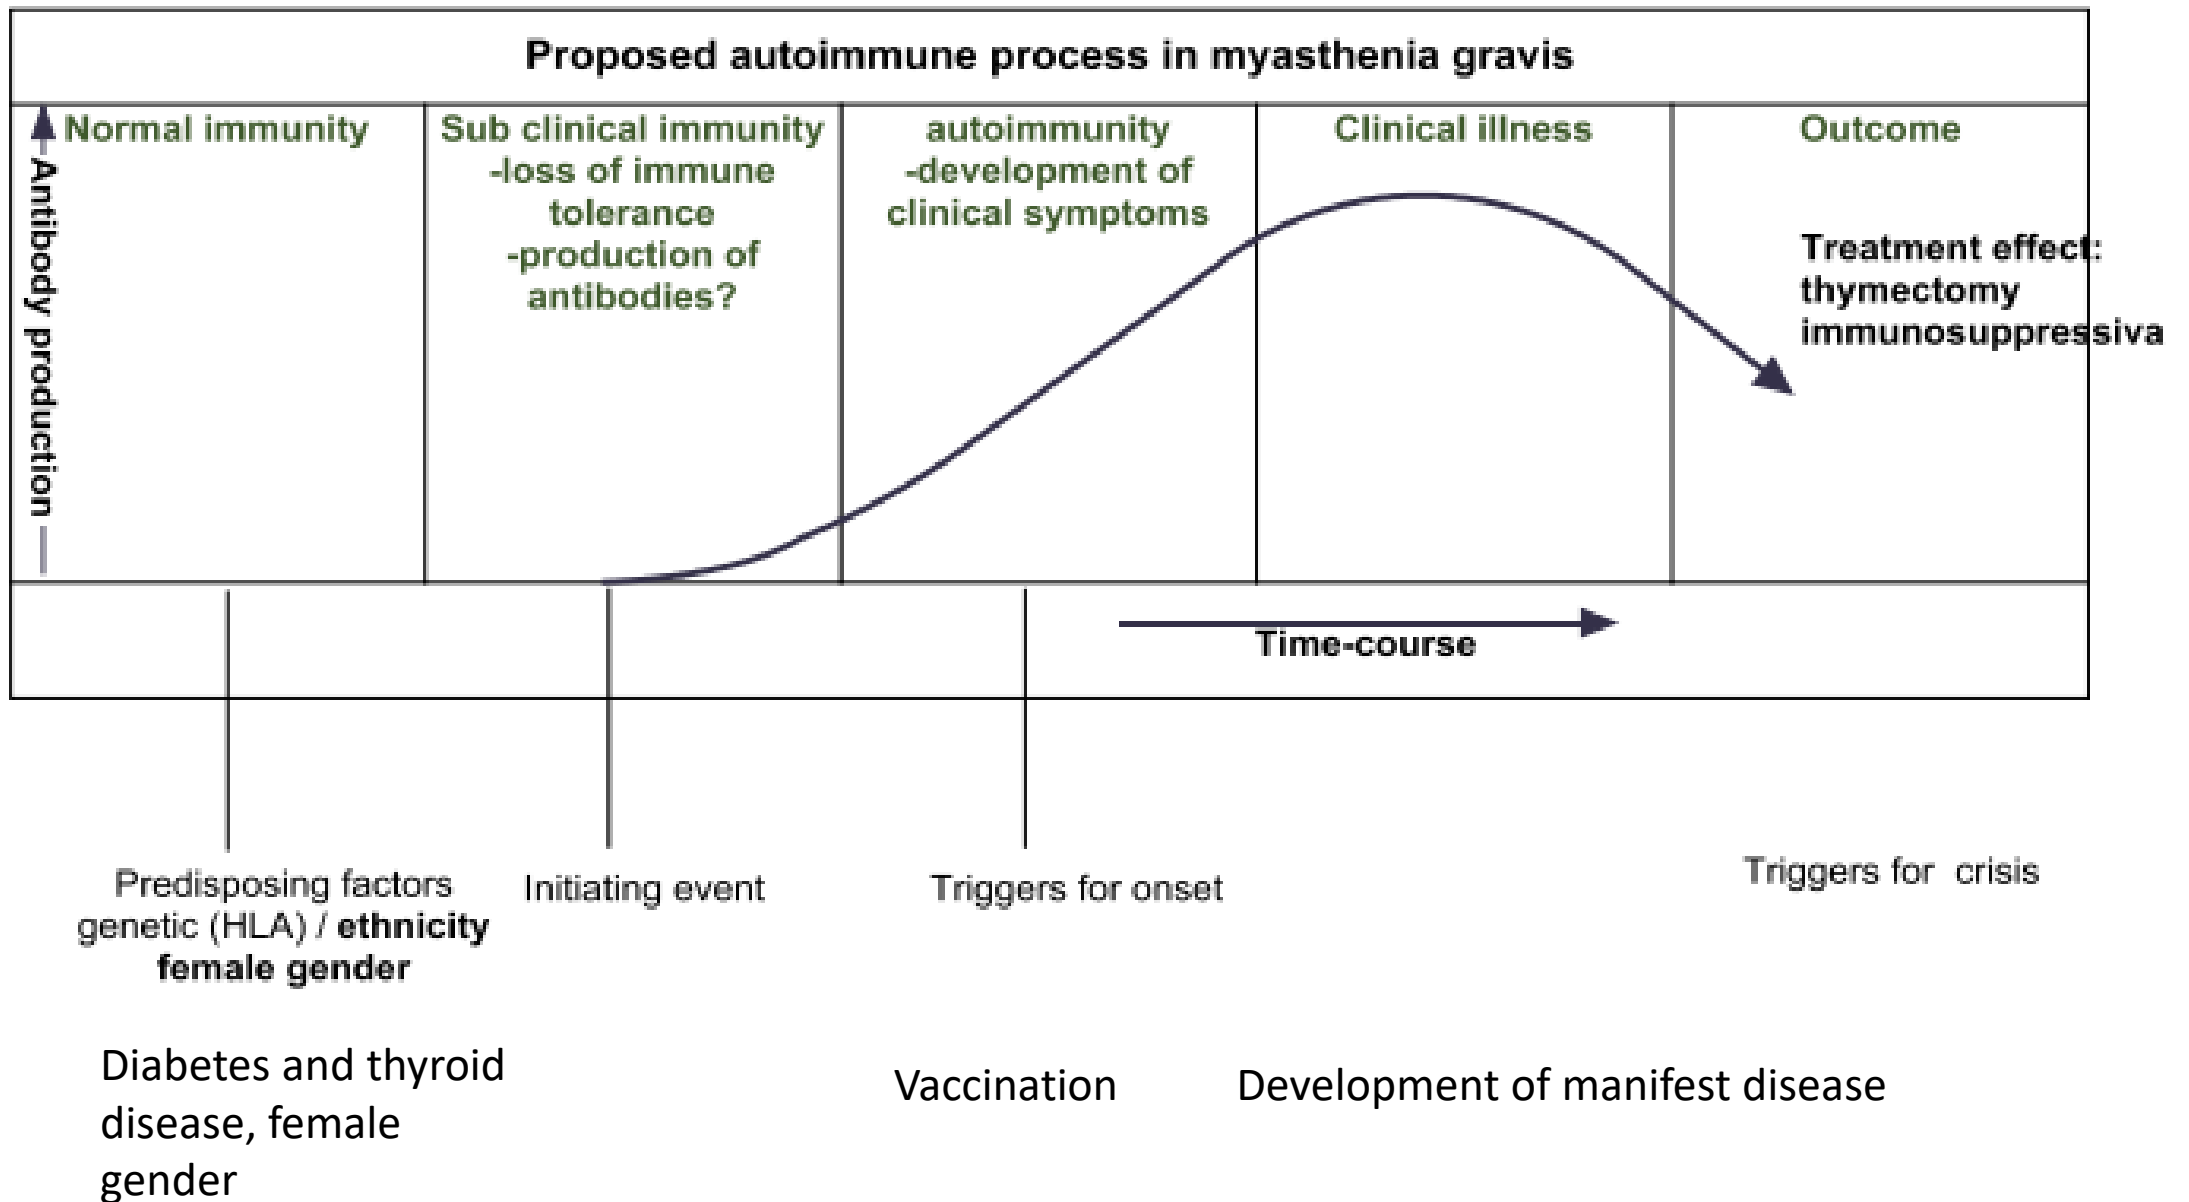 Proposed autoimmune process in myasthenia gravis
Antibody production
Normal immunity
Sub clinical immunity
-loss of immune
tolerance
-production of
antibodies?
autoimmunity
-development of
clinical symptoms
Clinical illness
Outcome
Treatment effect:
thymectomy
immunosuppressiva
Time-course
Predisposing factors
genetic (HLA) / ethnicity
female gender
Initiating event
Triggers for onset
Triggers for crisis
Diabetes and thyroid
disease, female
gender
Vaccination
Development of manifest disease